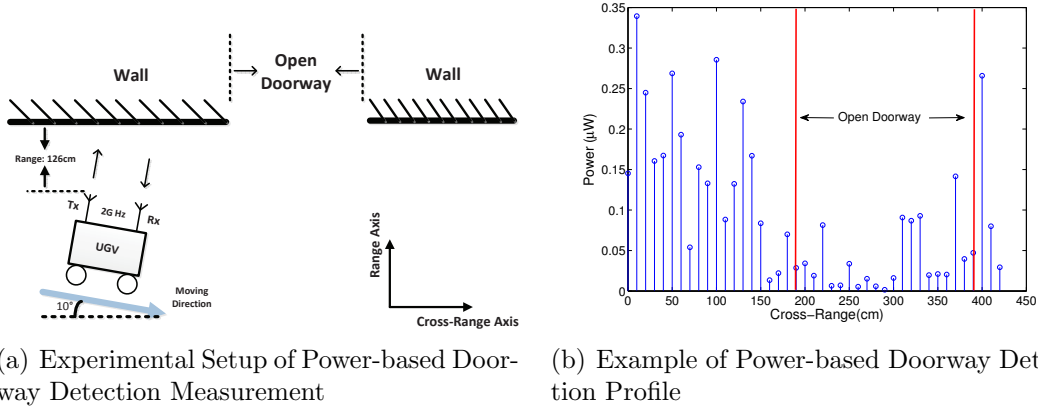 Wall
Open
Doorway
Wall
Range: 126cm
Tx
2G Hz
Rx
UGV
Moving
Direction
10°
Range Axis
Cross-Range Axis
0.35
0.3
0.25
0.2
0.15
0.1
0.05
0
Power (μW)
Open Doorway
0 50 100 150 200 250 300 350 400 450
Cross−Range(cm)
(a) Experimental Setup of Power-based Door-
way Detection Measurement
(b) Example of Power-based Doorway Det
tion Profile